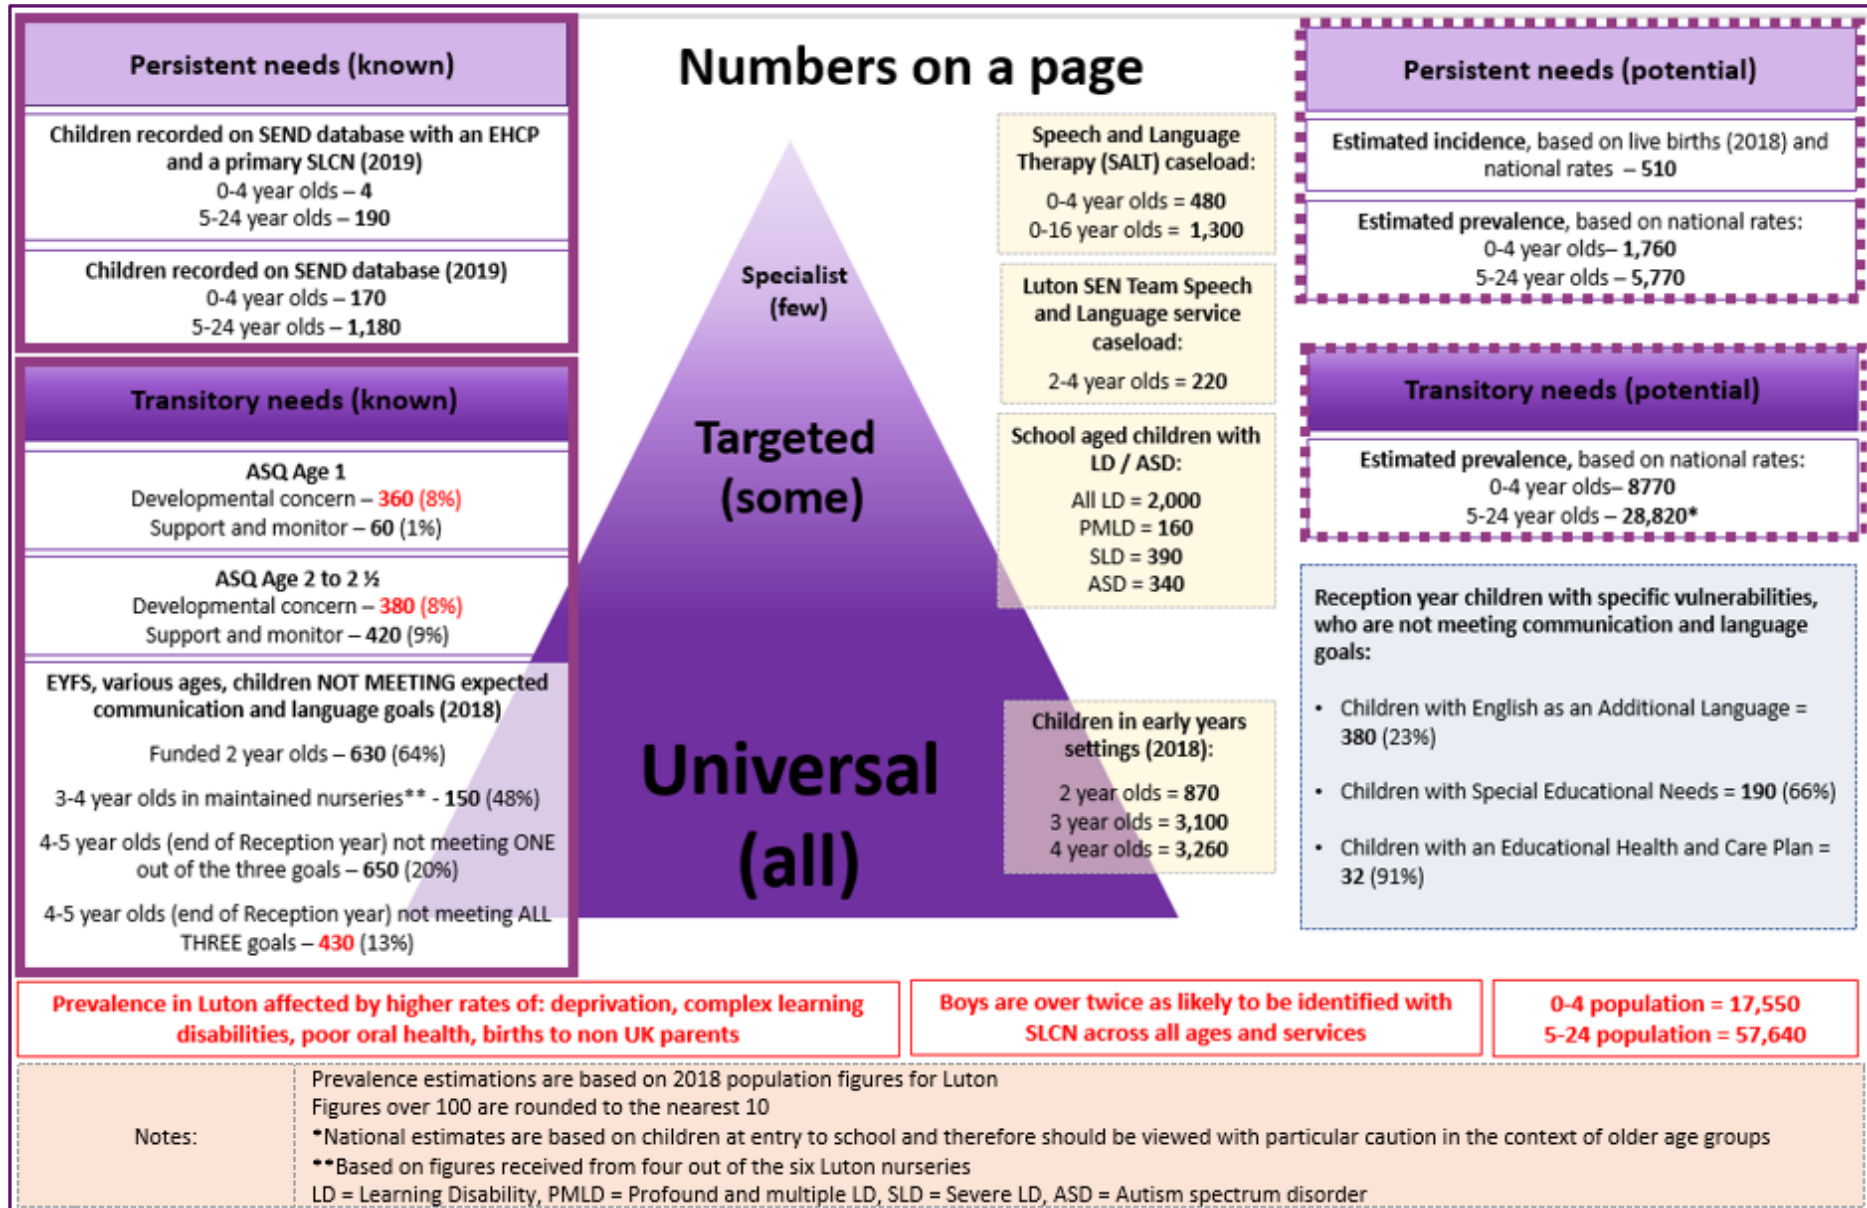 Numbers on a page
Persistent needs (known)
Children recorded on SEND database with an EHCP
and a primary SLCN (2019)
0-4 year olds – 4
5-24 year olds – 190
Children recorded on SEND database (2019)
0-4 year olds – 170
5-24 year olds – 1,180
Transitory needs (known)
ASQ Age 1
Developmental concern – 360 (8%)
Support and monitor – 60 (1%)
ASQ Age 2 to 2 ½
Developmental concern – 380 (8%)
Support and monitor – 420 (9%)
EYFS, various ages, children NOT MEETING expected
communication and language goals (2018)
Funded 2 year olds – 630 (64%)
3-4 year olds in maintained nurseries** - 150 (48%)
4-5 year olds (end of Reception year) not meeting ONE
out of the three goals – 650 (20%)
4-5 year olds (end of Reception year) not meeting ALL
THREE goals – 430 (13%)
Specialist
(few)
Targeted
(some)
Universal
(all)
Speech and Language
Therapy (SALT) caseload:
0-4 year olds = 480
0-16 year olds = 1,300
Luton SEN Team Speech
and Language service
caseload:
2-4 year olds = 220
School aged children with
LD / ASD:
All LD = 2,000
PMLD = 160
SLD = 390
ASD = 340
Children in early years
settings (2018):
2 year olds = 870
3 year olds = 3,100
4 year olds = 3,260
Persistent needs (potential)
Estimated incidence, based on live births (2018) and
national rates – 510
Estimated prevalence, based on national rates:
0-4 year olds– 1,760
5-24 year olds – 5,770
Transitory needs (potential)
Estimated prevalence, based on national rates:
0-4 year olds– 8770
5-24 year olds – 28,820*
Reception year children with specific vulnerabilities,
who are not meeting communication and language
goals:
• Children with English as an Additional Language =
380 (23%)
• Children with Special Educational Needs = 190 (66%)
• Children with an Educational Health and Care Plan =
32 (91%)
Prevalence in Luton affected by higher rates of: deprivation, complex learning
disabilities, poor oral health, births to non UK parents
Boys are over twice as likely to be identified with
SLCN across all ages and services
0-4 population = 17,550
5-24 population = 57,640
Notes:
Prevalence estimations are based on 2018 population figures for Luton
Figures over 100 are rounded to the nearest 10
*National estimates are based on children at entry to school and therefore should be viewed with particular caution in the context of older age groups
**Based on figures received from four out of the six Luton nurseries
LD = Learning Disability, PMLD = Profound and multiple LD, SLD = Severe LD, ASD = Autism spectrum disorder